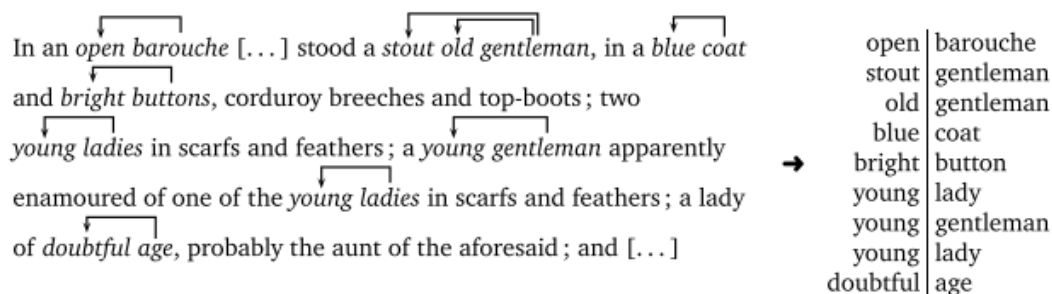 In an open barouche [...] stood a stout old gentleman, in a blue coat
and bright buttons, corduroy breeches and top-boots; two
young ladies in scarfs and feathers; a young gentleman apparently
enamoured of one of the young ladies in scarfs and feathers; a lady
of doubtful age, probably the aunt of the aforesaid; and [...]
➜
open barouche
stout gentleman
old gentleman
blue coat
bright button
young lady
young gentleman
young lady
doubtful age